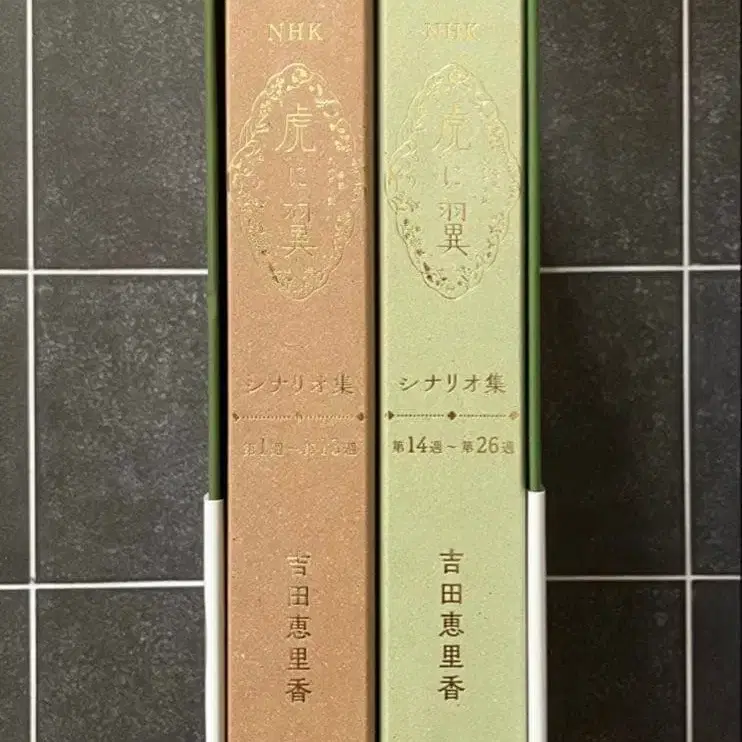 NHK
虎に翼
シナリオ集
第1週~第13週
吉田恵里香
NHK
虎に翼
シナリオ集
第14週~第26週
吉田恵里香